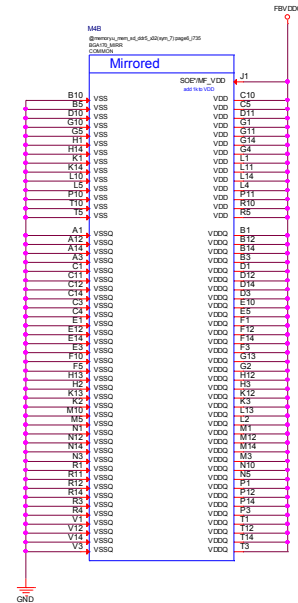 FBVDDQ
M4B
BGA170_MIRR
COMMON
Mirrored
SOE*/MF_VDD J1
add 1k to VDD
B10 VSS VDD C10
B5 VSS VDD C5
D10 VSS VDD D11
G10 VSS VDD G1
G5 VSS VDD G11
H1 VSS VDD G14
H14 VSS VDD G4
K1 VSS VDD L1
K14 VSS VDD L11
L10 VSS VDD L14
L5 VSS VDD L4
P10 VSS VDD P11
T10 VSS VDD R10
T5 VSS VDD R5
A1 VSSQ VDDQ B1
A12 VSSQ VDDQ B12
A14 VSSQ VDDQ B14
A3 VSSQ VDDQ B3
C1 VSSQ VDDQ D1
C11 VSSQ VDDQ D12
C12 VSSQ VDDQ D14
C14 VSSQ VDDQ D3
C3 VSSQ VDDQ E10
C4 VSSQ VDDQ E5
E1 VSSQ VDDQ F1
E12 VSSQ VDDQ F12
E14 VSSQ VDDQ F14
E3 VSSQ VDDQ F3
F10 VSSQ VDDQ G13
F5 VSSQ VDDQ G2
H13 VSSQ VDDQ H12
H2 VSSQ VDDQ H3
K13 VSSQ VDDQ K12
K2 VSSQ VDDQ K3
M10 VSSQ VDDQ L13
M5 VSSQ VDDQ L2
N1 VSSQ VDDQ M1
N12 VSSQ VDDQ M12
N14 VSSQ VDDQ M14
N3 VSSQ VDDQ M3
R1 VSSQ VDDQ N10
R11 VSSQ VDDQ N5
R12 VSSQ VDDQ P1
R14 VSSQ VDDQ P12
R3 VSSQ VDDQ P14
R4 VSSQ VDDQ P3
V1 VSSQ VDDQ T1
V12 VSSQ VDDQ T12
V14 VSSQ VDDQ T14
V3 VSSQ VDDQ T3
GND